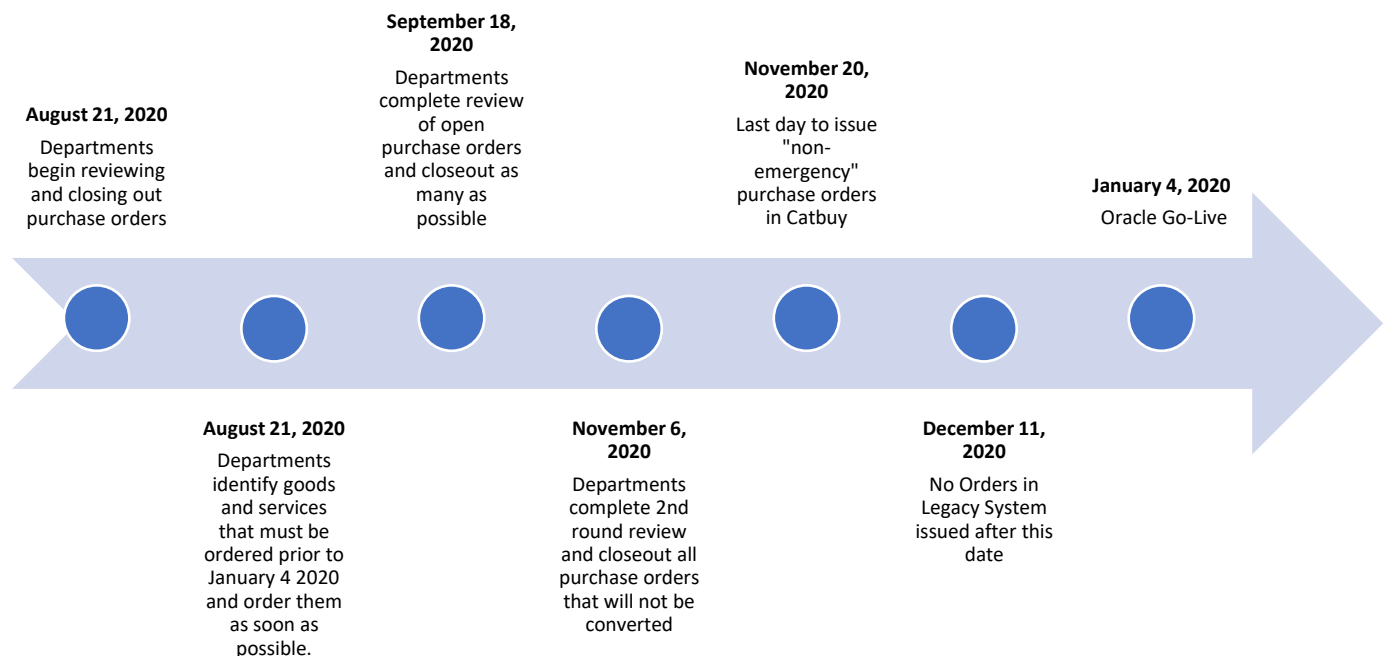 August 21, 2020
Departments
begin reviewing
and closing out
purchase orders
August 21, 2020
Departments
identify goods
and services
that must be
ordered prior to
January 4 2020
and order them
as soon as
possible.
September 18,
2020
Departments
complete review
of open
purchase orders
and closeout as
many as
possible
November 6,
2020
Departments
complete 2nd
round review
and closeout all
purchase orders
that will not be
converted
November 20,
2020
Last day to issue
"non-
emergency"
purchase orders
in Catbuy
December 11,
2020
No Orders in
Legacy System
issued after this
date
January 4, 2020
Oracle Go-Live